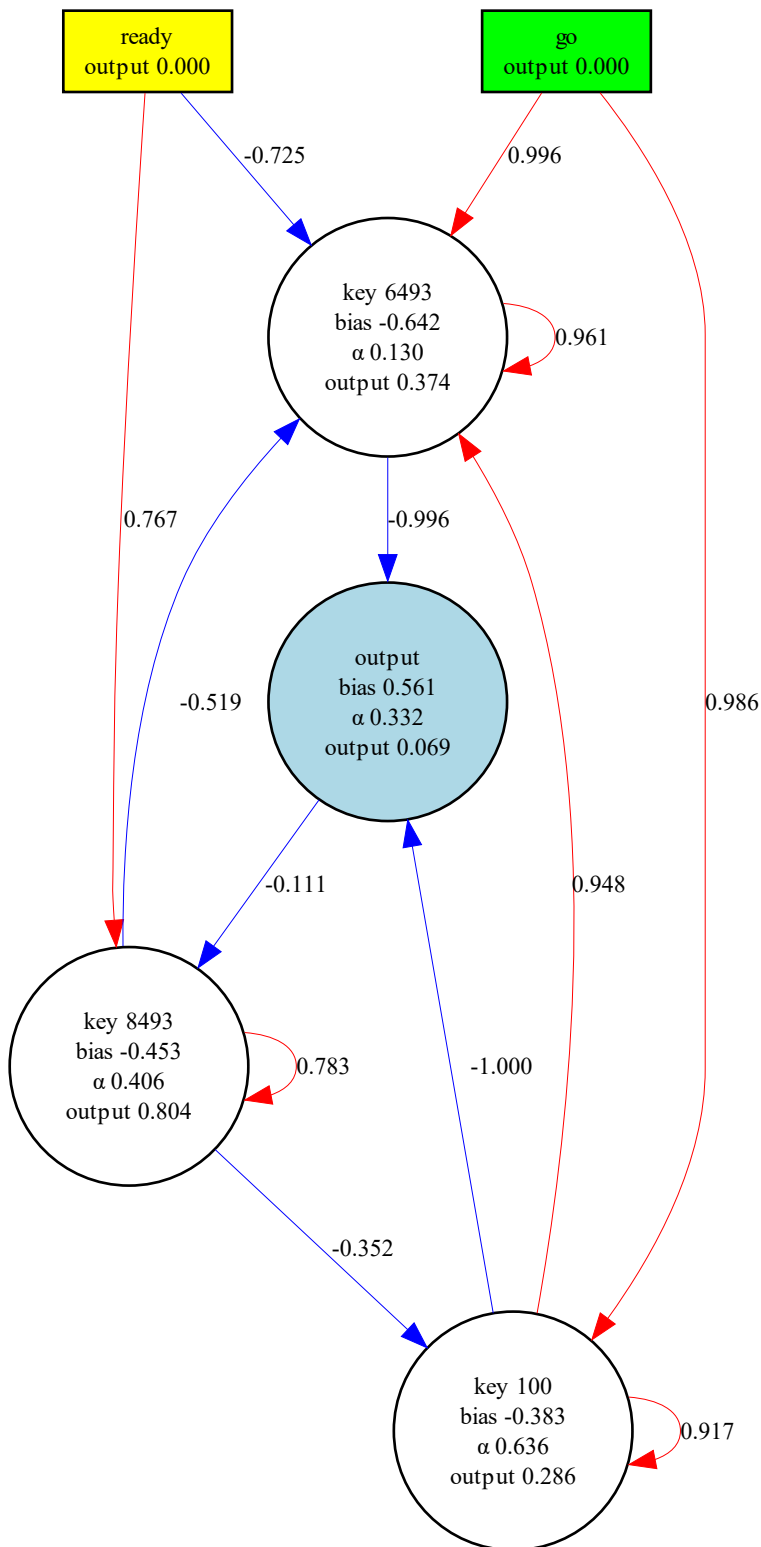 ready
output 0.000
go
output 0.000
-0.725
0.996
key 6493
bias -0.642
α 0.130
output 0.374
0.961
0.767
-0.996
-0.519
output
bias 0.561
α 0.332
output 0.069
0.986
-0.111
0.948
key 8493
bias -0.453
α 0.406
output 0.804
0.783
-1.000
-0.352
key 100
bias -0.383
α 0.636
output 0.286
0.917